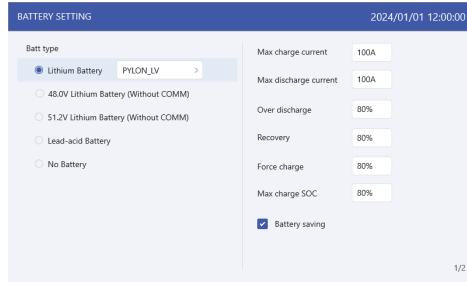 BATTERY SETTING 2024/01/01 12:00:00
Batt type
Lithium Battery PYLON_LV >
48.0V Lithium Battery (Without COMM)
51.2V Lithium Battery (Without COMM)
Lead-acid Battery
No Battery
Max charge current 100A
Max discharge current 100A
Over discharge 80%
Recovery 80%
Force charge 80%
Max charge SOC 80%
Battery saving
1/2